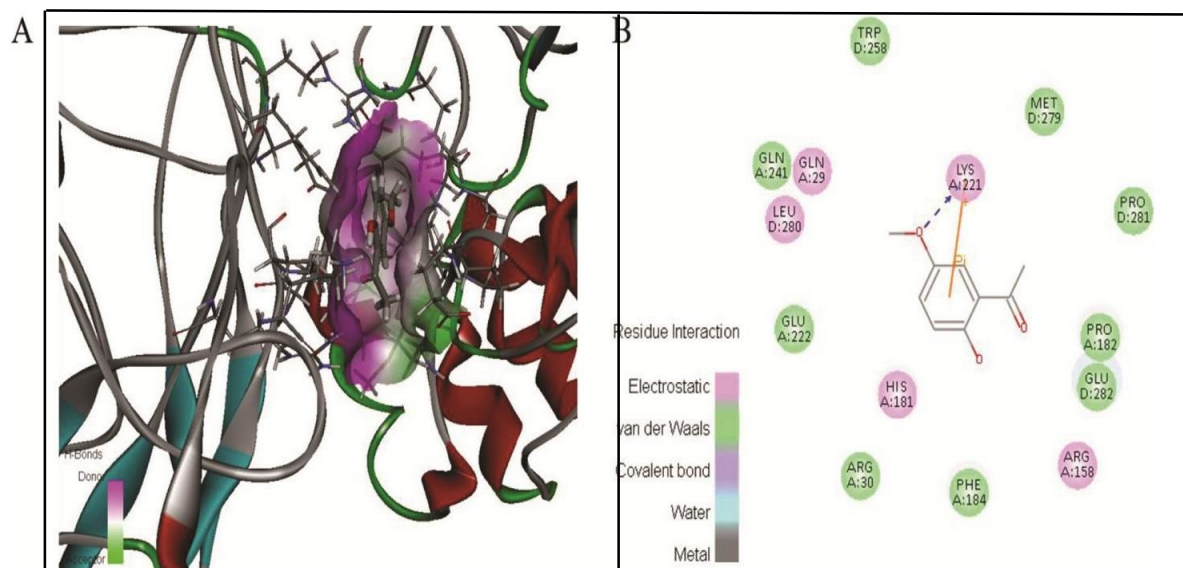 A
H-Bonds
Donor
Acceptor
B
TRP
D:258
MET
D:279
GLN
A:241
GLN
A:29
LYS
A:221
LEU
D:280
PRO
D:281
Pi
GLU
A:222
PRO
A:182
GLU
D:282
HIS
A:181
ARG
A:158
ARG
A:30
PHE
A:184
O
O
O
Residue Interaction
Electrostatic
van der Waals
Covalent bond
Water
Metal